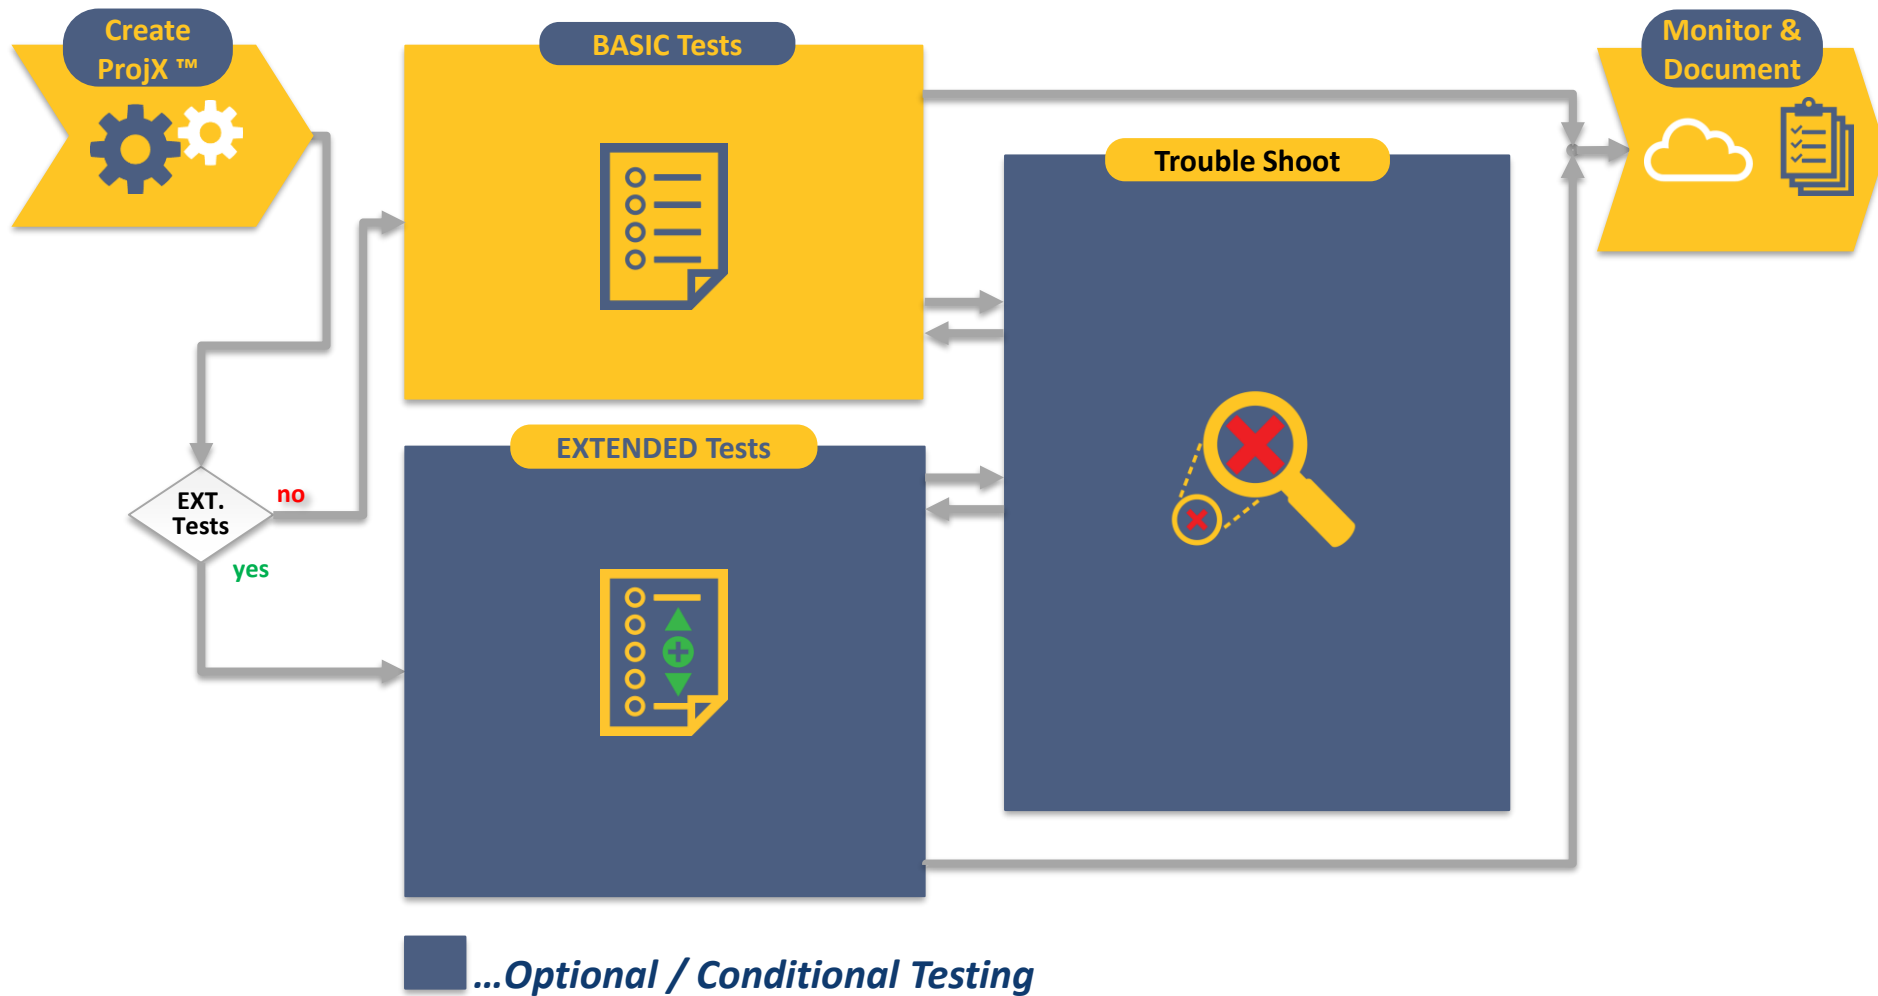 Create
ProjX ™
BASIC Tests
Monitor &
Document
Trouble Shoot
EXTENDED Tests
EXT.
Tests
no
yes
...Optional / Conditional Testing